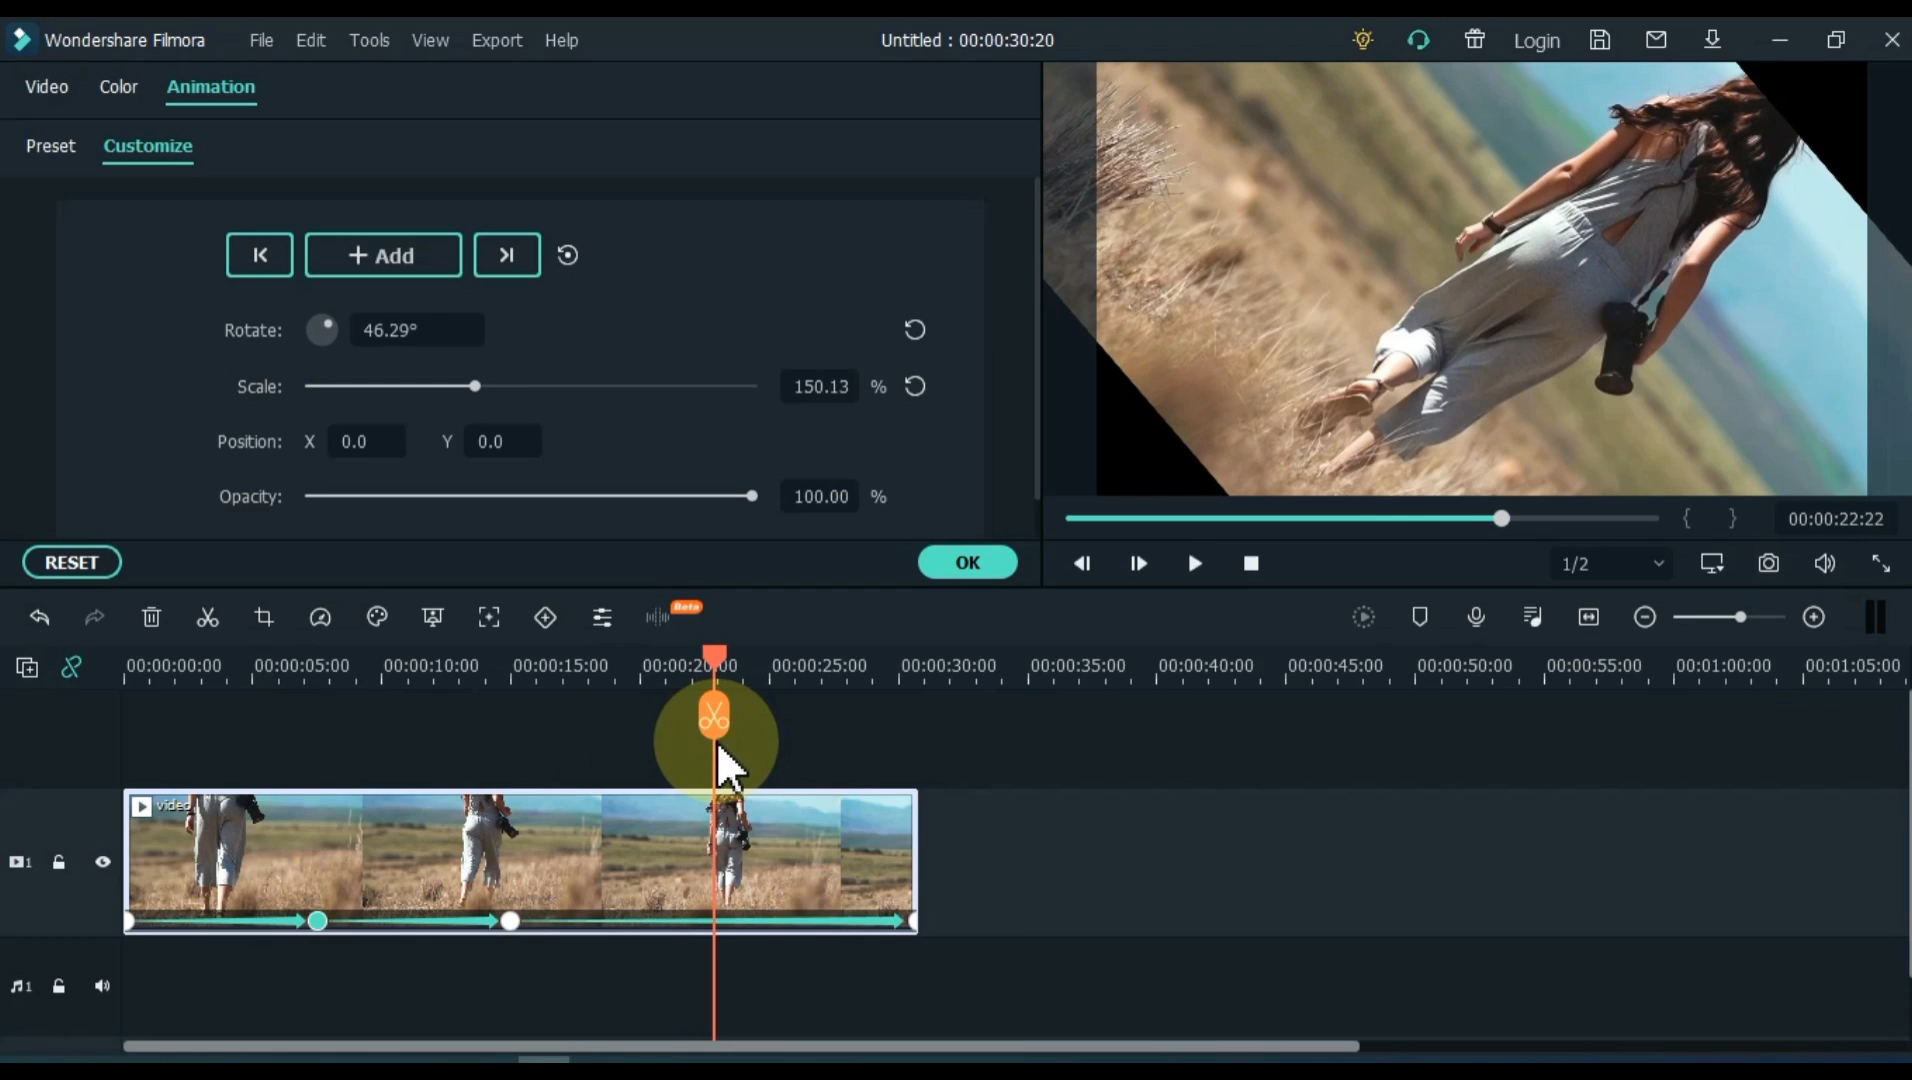 Wondershare Filmora File Edit Tools View Export Help Untitled : 00:00:30:20 Login
Video Color Animation
Preset Customize
+ Add
Rotate: 46.29°
Scale: 150.13 %
Position: X 0.0 Y 0.0
Opacity: 100.00 %
{ } 00:00:22:22
RESET OK
1/2
Beta
00:00:00:00 00:00:05:00 00:00:10:00 00:00:15:00 00:00:20:00 00:00:25:00 00:00:30:00 00:00:35:00 00:00:40:00 00:00:45:00 00:00:50:00 00:00:55:00 00:01:00:00 00:01:05:00
video
1
1